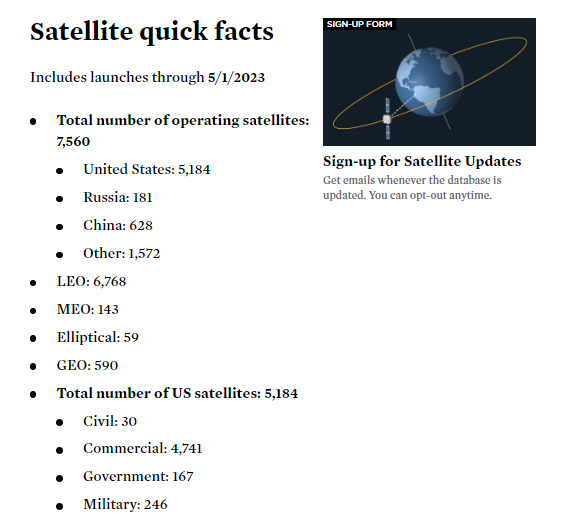 Satellite quick facts
Includes launches through 5/1/2023
Total number of operating satellites:
7,560
United States: 5,184
Russia: 181
China: 628
Other: 1,572
LEO: 6,768
MEO: 143
Elliptical: 59
GEO: 590
Total number of US satellites: 5,184
Civil: 30
Commercial: 4,741
Government: 167
Military: 246
SIGN-UP FORM
Sign-up for Satellite Updates
Get emails whenever the database is
updated. You can opt-out anytime.